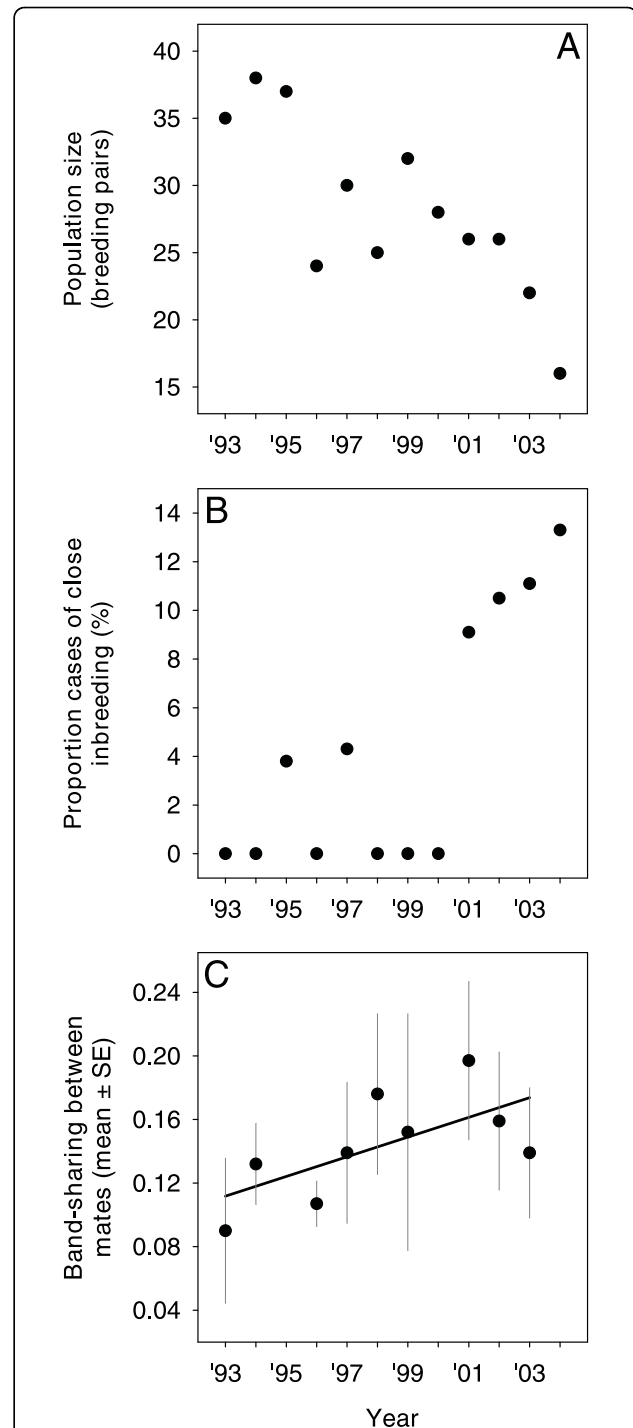 A
Population size
(breeding pairs)
40
35
30
25
20
15
'93 '95 '97 '99 '01 '03
B
Proportion cases of close
inbreeding (%)
14
12
10
8
6
4
2
0
'93 '95 '97 '99 '01 '03
C
Band-sharing between
mates (mean ± SE)
0.24
0.20
0.16
0.12
0.08
0.04
'93 '95 '97 '99 '01 '03
Year